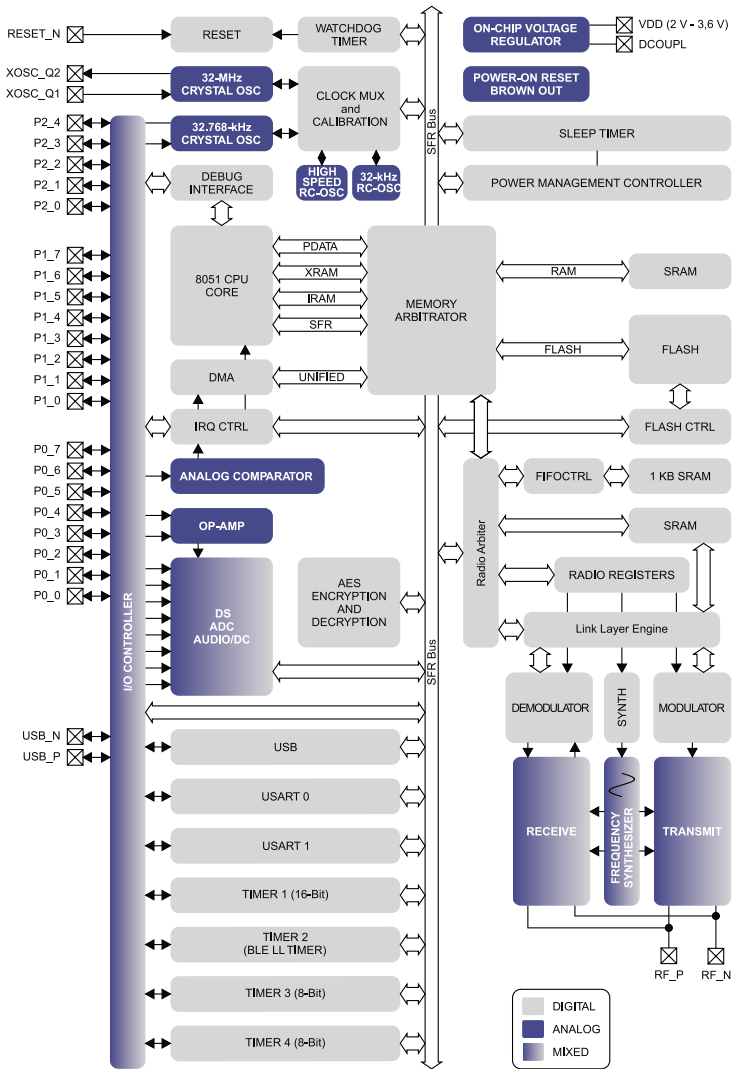 RESET_N
XOSC_Q2
XOSC_Q1
P2_4
P2_3
P2_2
P2_1
P2_0
P1_7
P1_6
P1_5
P1_4
P1_3
P1_2
P1_1
P1_0
P0_7
P0_6
P0_5
P0_4
P0_3
P0_2
P0_1
P0_0
USB_N
USB_P
I/O CONTROLLER
RESET
WATCHDOG
TIMER
32-MHz
CRYSTAL OSC
32.768-kHz
CRYSTAL OSC
CLOCK MUX
and
CALIBRATION
DEBUG
INTERFACE
HIGH
SPEED
RC-OSC
32-kHz
RC-OSC
SFR Bus
ON-CHIP VOLTAGE
REGULATOR
VDD (2 V - 3,6 V)
DCOUPL
POWER-ON RESET
BROWN OUT
SLEEP TIMER
POWER MANAGEMENT CONTROLLER
8051 CPU
CORE
PDATA
XRAM
IRAM
SFR
MEMORY
ARBITRATOR
RAM
SRAM
FLASH
FLASH
DMA
UNIFIED
IRQ CTRL
FLASH CTRL
ANALOG COMPARATOR
OP-AMP
DS
ADC
AUDIO/DC
AES
ENCRYPTION
AND
DECRYPTION
Radio Arbiter
FIFOCTRL
1 KB SRAM
SRAM
RADIO REGISTERS
Link Layer Engine
SFR Bus
DEMODULATOR
SYNTH
MODULATOR
RECEIVE
FREQUENCY
SYNTHESIZER
TRANSMIT
RF_P
RF_N
USB
USART 0
USART 1
TIMER 1 (16-Bit)
TIMER 2
(BLE LL TIMER)
TIMER 3 (8-Bit)
TIMER 4 (8-Bit)
DIGITAL
ANALOG
MIXED